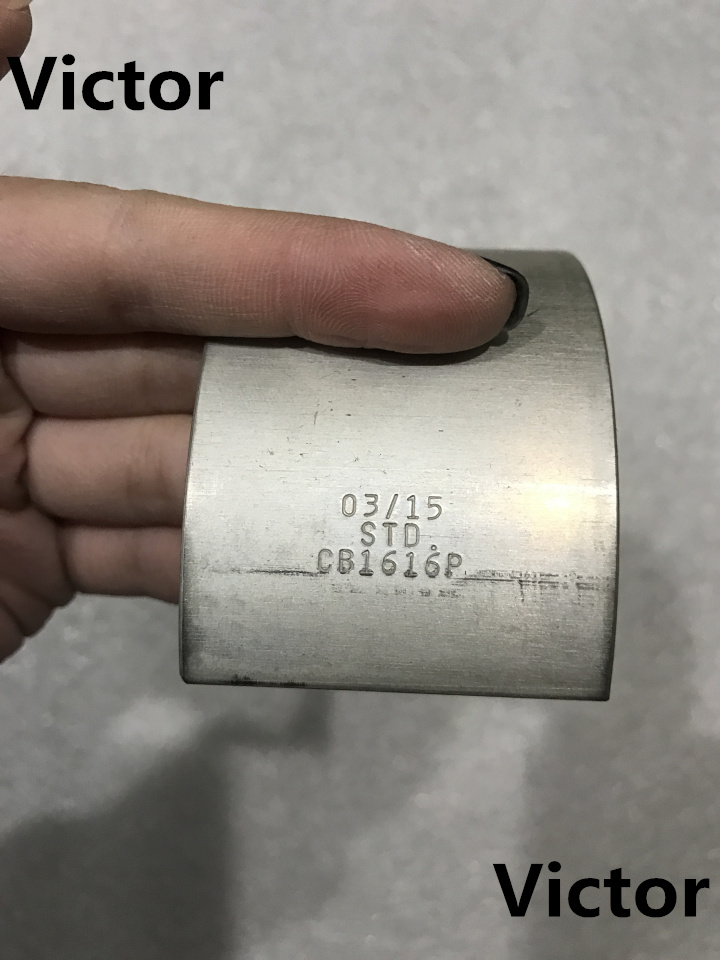 Victor
03/15
STD.
CB1616P
Victor